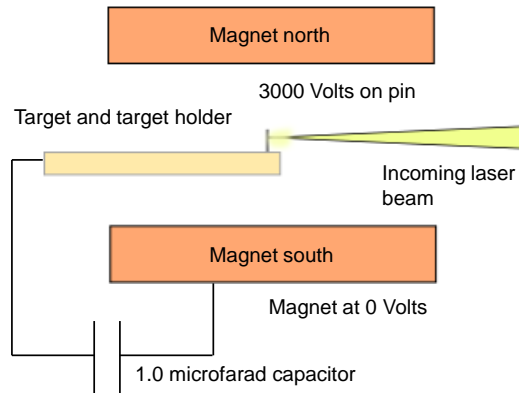 Magnet north
3000 Volts on pin
Target and target holder
Incoming laser
beam
Magnet south
Magnet at 0 Volts
1.0 microfarad capacitor